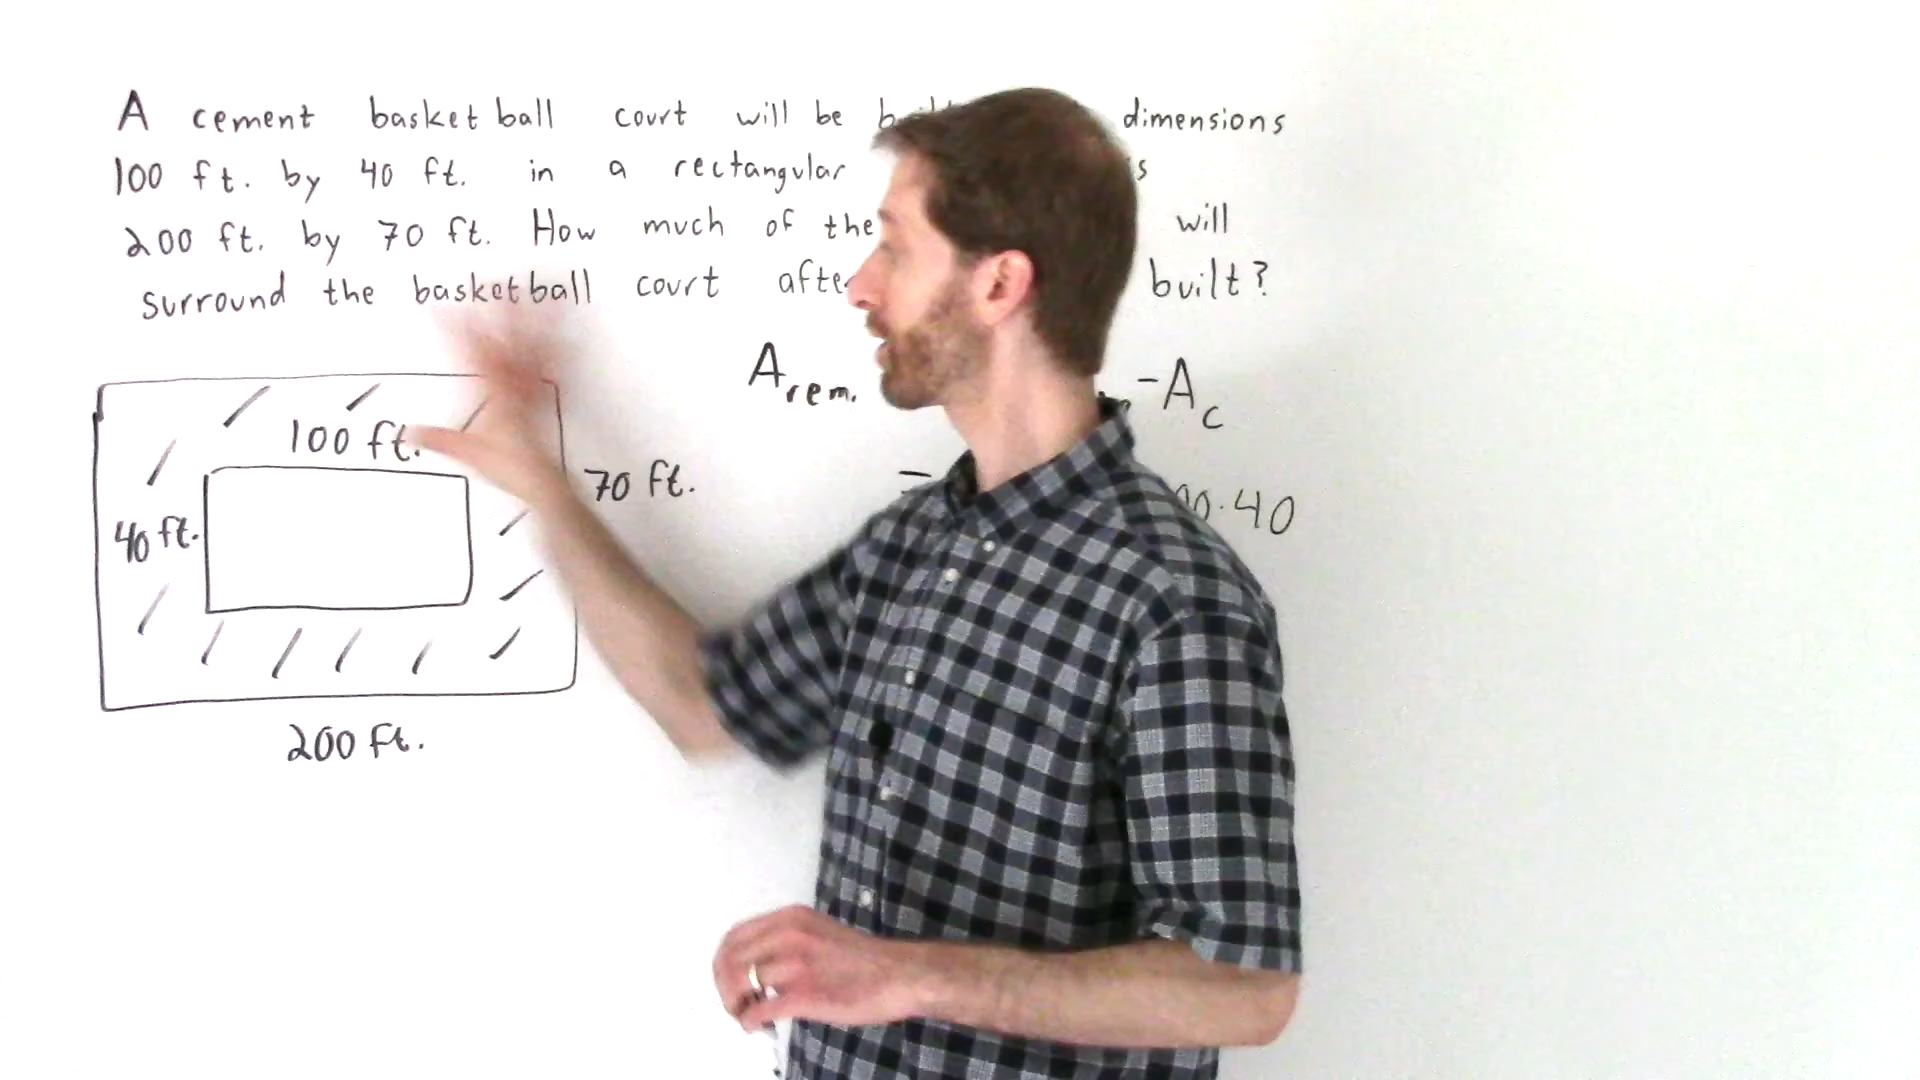 A cement basketball court will be dimensions
100 ft. by 40 ft. in a rectangular
200 ft. by 70 ft. How much of the will
surround the basketball court built?
A rem. -A c
100 ft.
70 ft.
= 40
40 ft.
200 ft.